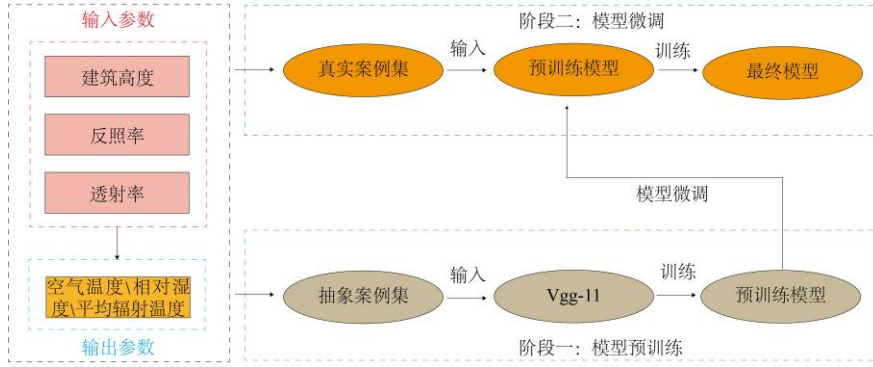 输入参数
建筑高度
反照率
透射率
空气温度\相对湿
度\平均辐射温度
输出参数
阶段二：模型微调
真实案例集
输入
预训练模型
训练
最终模型
模型微调
抽象案例集
输入
Vgg-11
训练
预训练模型
阶段一：模型预训练